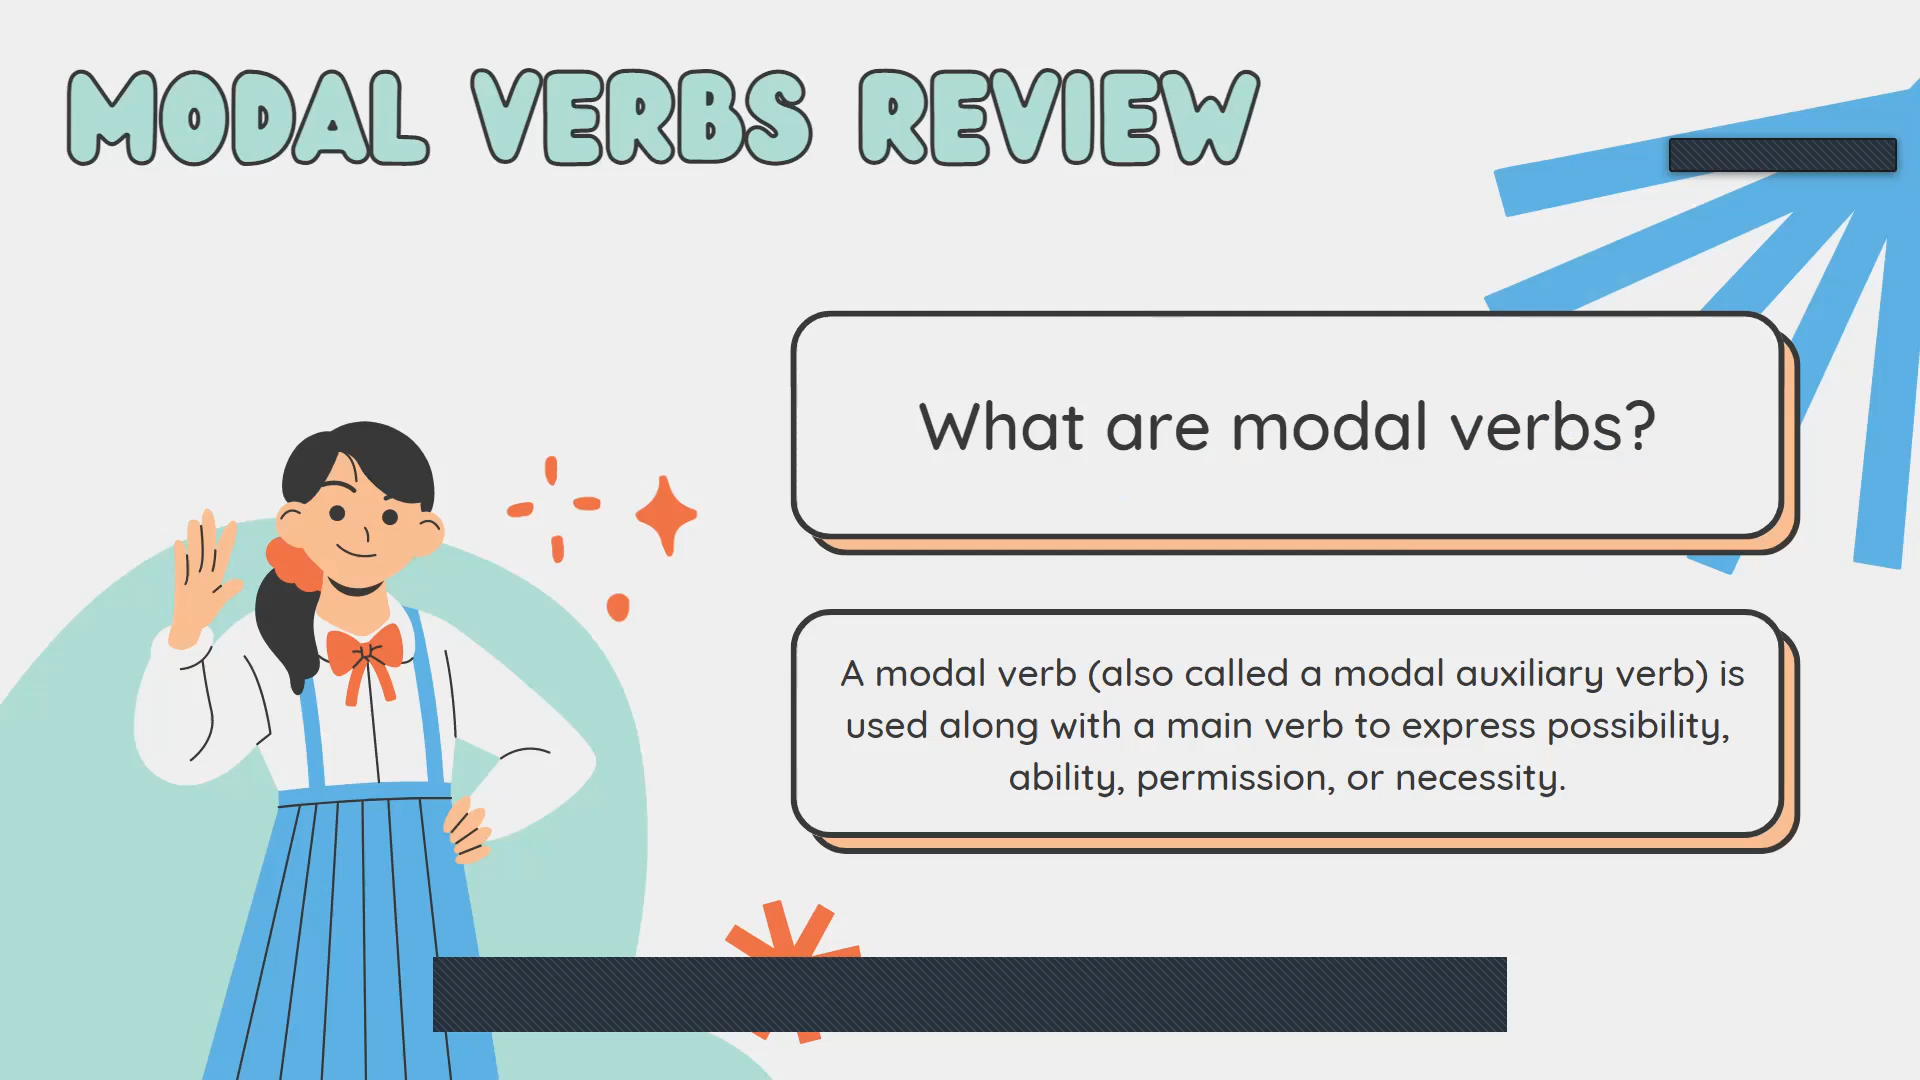 MODAL VERBS REVIEW
What are modal verbs?
A modal verb (also called a modal auxiliary verb) is
used along with a main verb to express possibility,
ability, permission, or necessity.